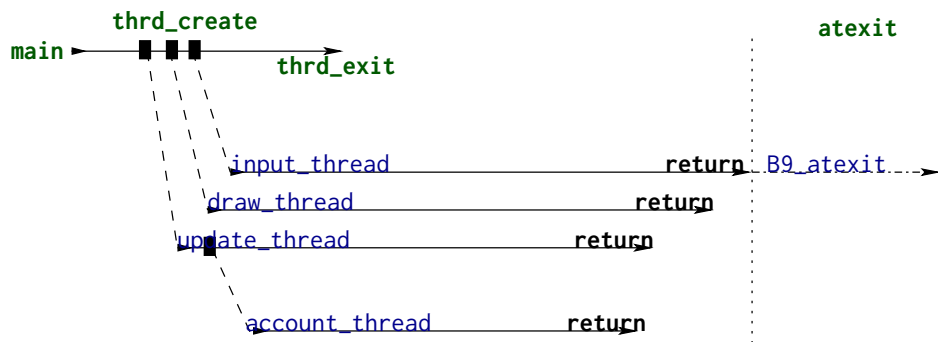 thrd_create
atexit
main
thrd_exit
input_thread return B9_atexit
draw_thread return
update_thread return
account_thread return